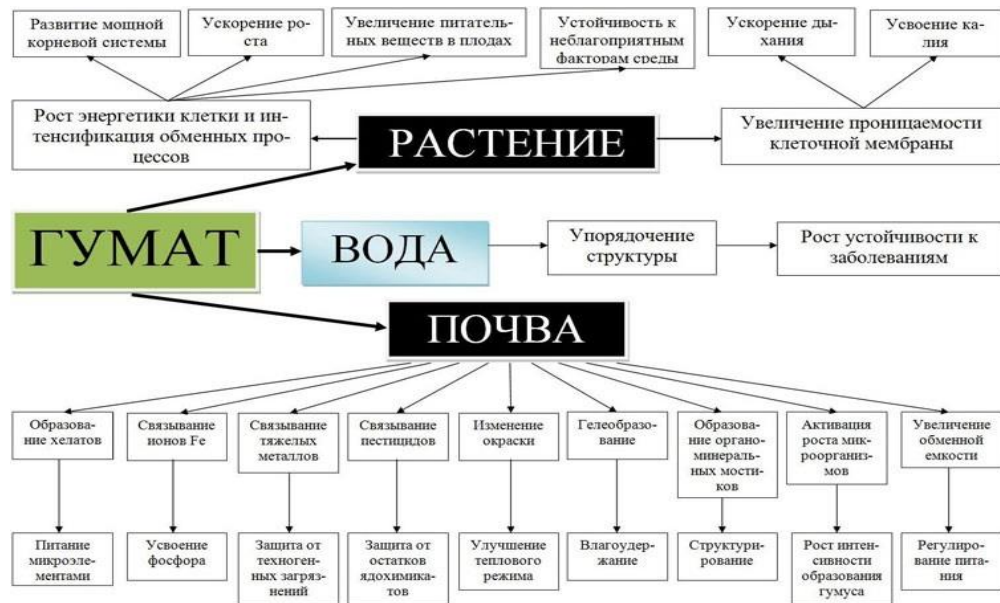 Развитие мощной
корневой системы
Ускорение ро-
ста
Увеличение питатель-
ных веществ в плодах
Устойчивость к
неблагоприятным
факторам среды
Ускорение ды-
хания
Усвоение ка-
лия
Рост энергетики клетки и ин-
тенсификация обменных про-
цессов
РАСТЕНИЕ
Увеличение проницаемости
клеточной мембраны
ГУМАТ
ВОДА
Упорядочение
структуры
Рост устойчивости к
заболеваниям
ПОЧВА
Образова-
ние хелатов
Связывание
ионов Fe
Связывание
тяжелых
металлов
Связывание
пестицидов
Изменение
окраски
Гелеобразо-
вание
Образова-
ние органо-
минераль-
ных мости-
ков
Активация
роста мик-
роорганиз-
мов
Увеличение
обменной
емкости
Питание
микроэле-
ментами
Усвоение
фосфора
Защита от
техноген-
ных загряз-
нений
Защита от
остатков
ядохимика-
тов
Улучшение
теплового
режима
Влагоудер-
жание
Структури-
рование
Рост интен-
сивности
образования
гумуса
Регулиро-
вание пита-
ния